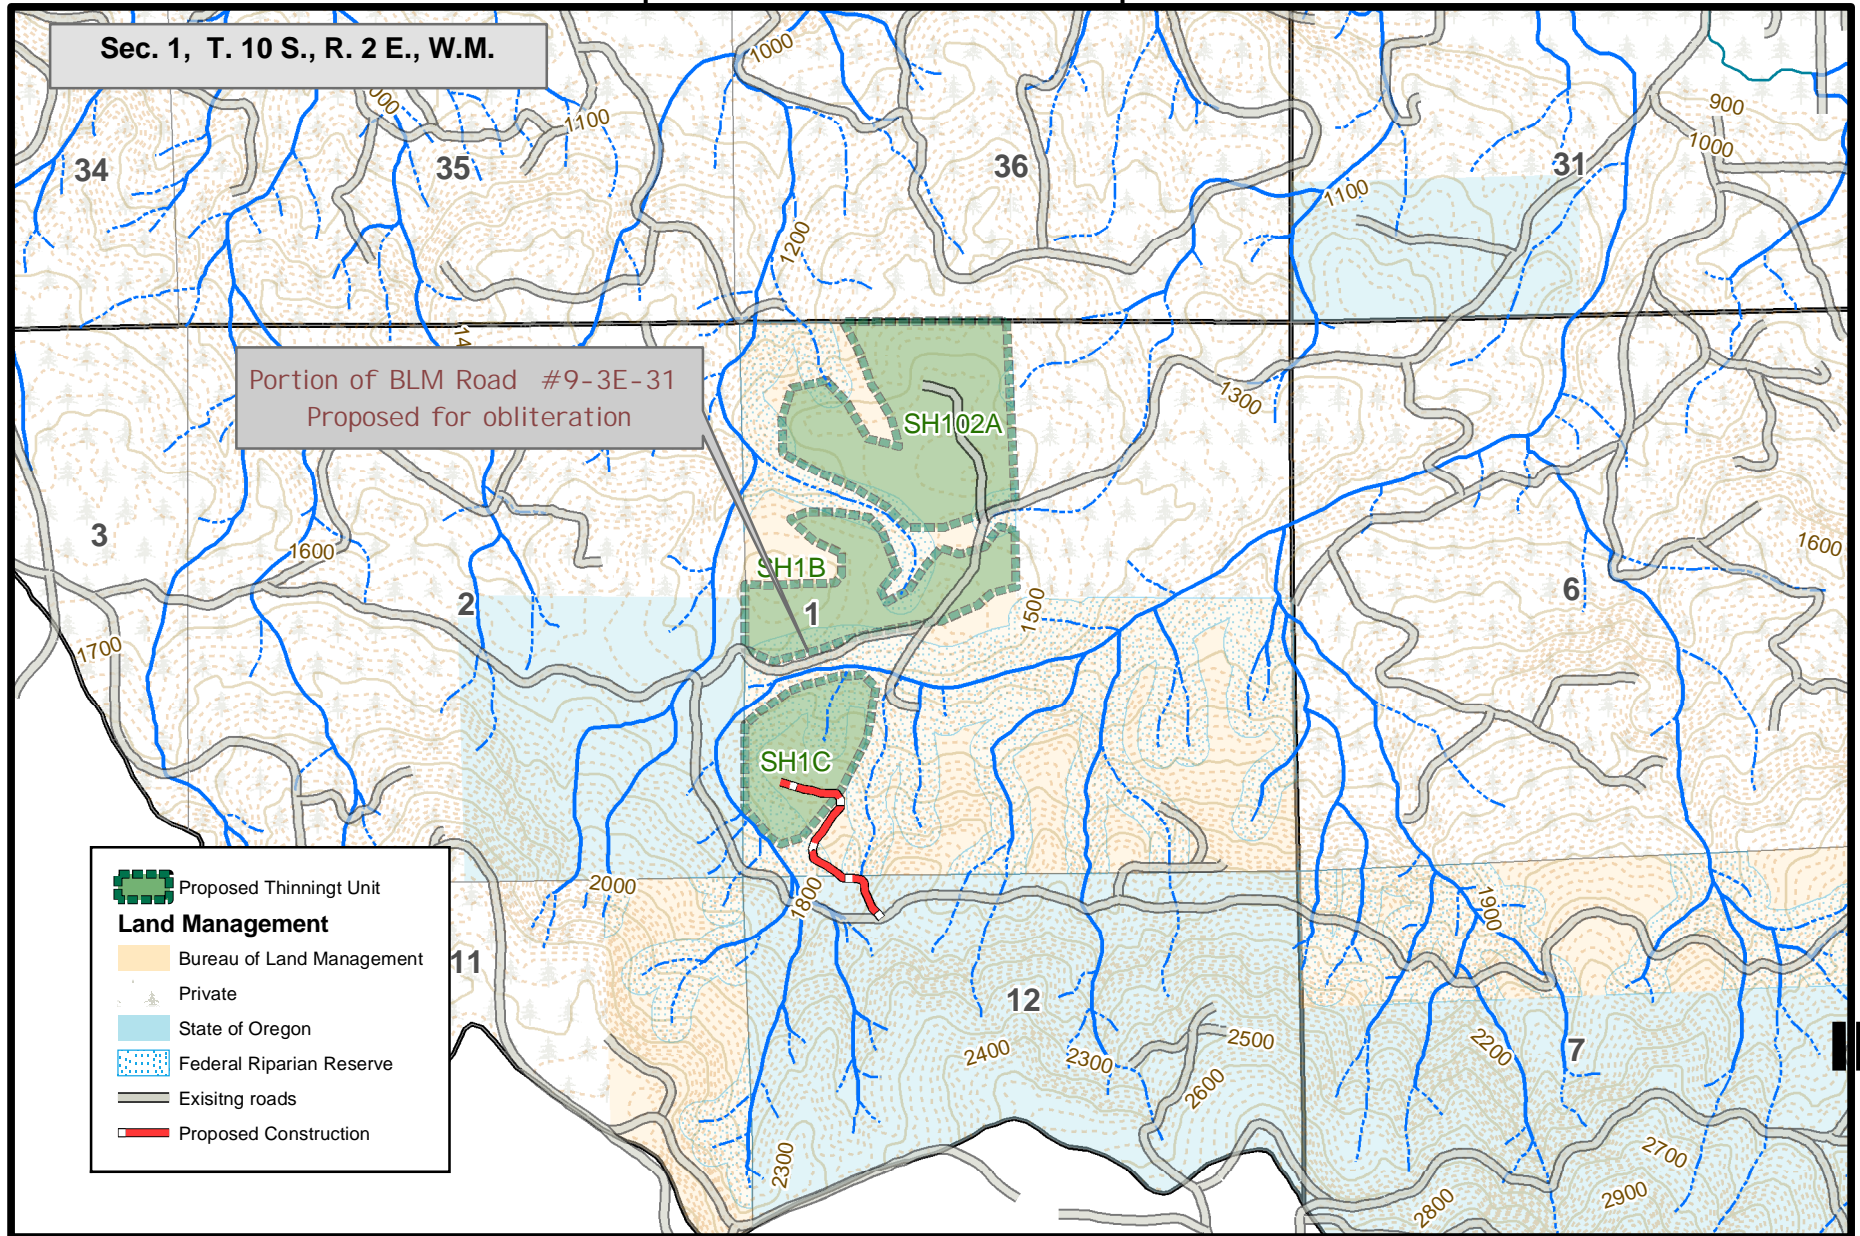 Sec. 1, T. 10 S., R. 2 E., W.M.
1000
1100
34
35
36
31
900
1000
1100
1200
Portion of BLM Road #9-3E-31
Proposed for obliteration
SH102A
1300
3
1600
SH1B
2
1
1500
6
1600
1700
SH1C
2000
1800
1900
11
12
2400
2300
2500
2600
2200
7
2300
2700
2800
2900
Proposed Thinningt Unit
Land Management
Bureau of Land Management
Private
State of Oregon
Federal Riparian Reserve
Exisitng roads
Proposed Construction